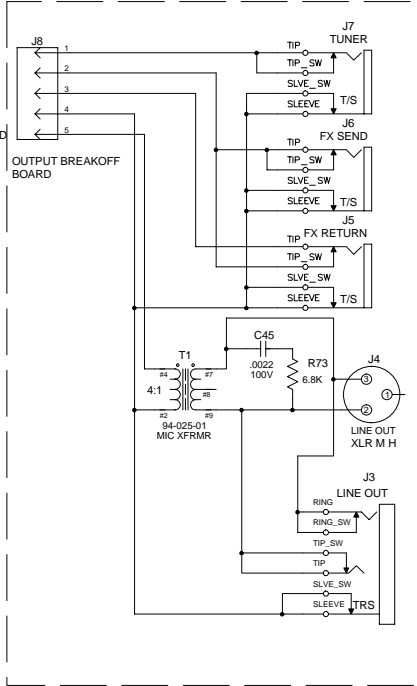 J8
1
2
3
4
5
D
OUTPUT BREAKOFF
BOARD
J7
TUNER
TIP
TIP_SW
SLVE_SW
SLEEVE
T/S
J6
FX SEND
TIP
TIP_SW
SLVE_SW
SLEEVE
T/S
J5
FX RETURN
TIP
TIP_SW
SLVE_SW
SLEEVE
T/S
T1
#4
#7
4:1
#8
#2
#9
94-025-01
MIC XFRMR
C45
.0022
100V
R73
6.8K
J4
3
1
2
LINE OUT
XLR M H
J3
LINE OUT
RING
RING_SW
TIP_SW
TIP
SLVE_SW
SLEEVE
TRS